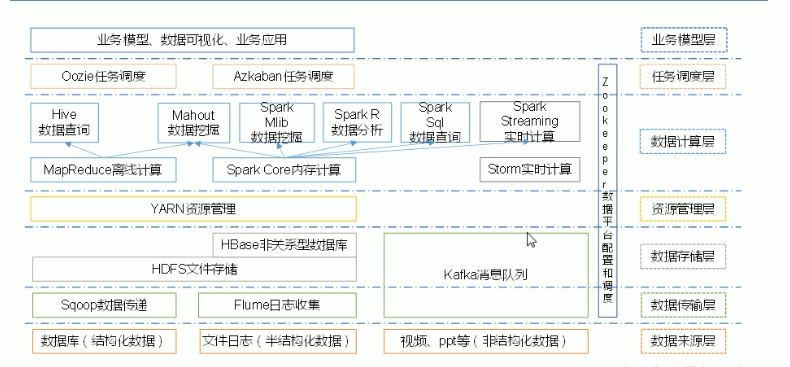 业务模型、数据可视化、业务应用
业务模型层
Oozie任务调度
Azkaban任务调度
任务调度层
Zookeeper数据平台配置和调度
Hive
数据查询
Mahout
数据挖掘
Spark
Mlib
数据挖掘
Spark R
数据分析
Spark
Sql
数据查询
Spark
Streaming
实时计算
数据计算层
MapReduce离线计算
Spark Core内存计算
Storm实时计算
YARN资源管理
资源管理层
HBase非关系型数据库
HDFS文件存储
Kafka消息队列
数据存储层
Sqoop数据传递
Flume日志收集
数据传输层
数据库（结构化数据）
文件日志（半结构化数据）
视频、ppt等（非结构化数据）
数据来源层